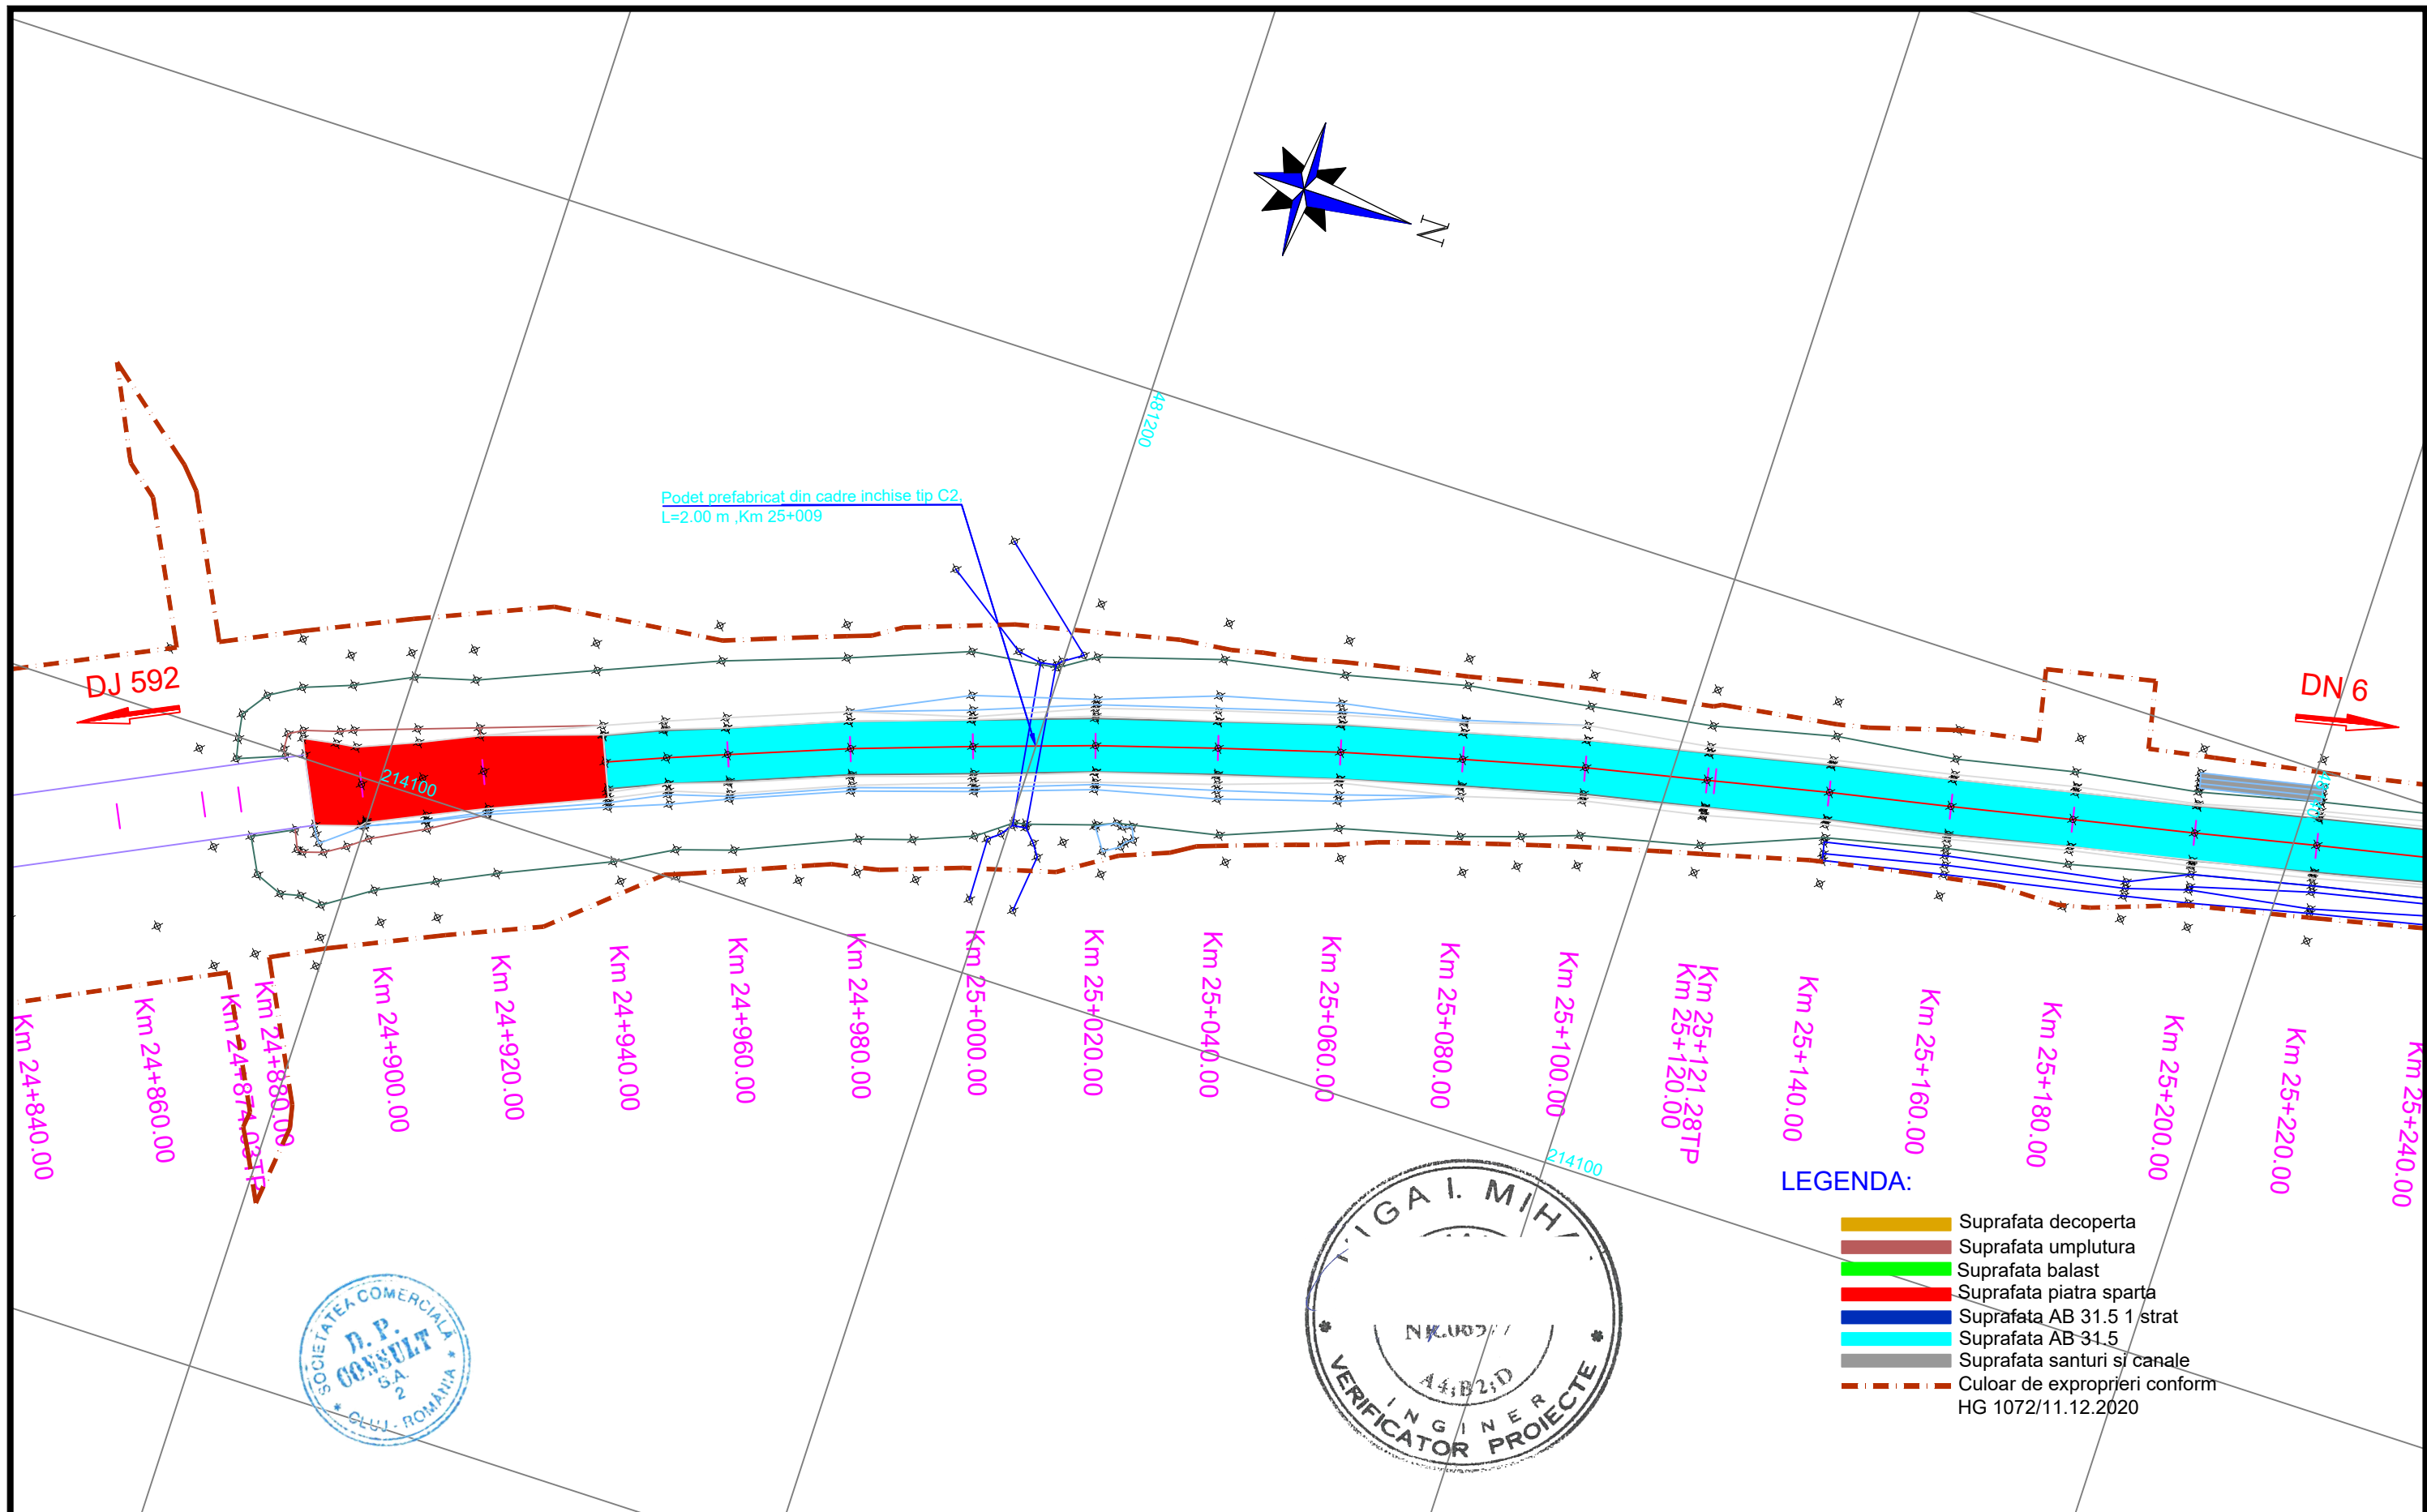 N
481200
Podet prefabricat din cadre inchise tip C2,
L=2.00 m ,Km 25+009
DJ 592
DN 6
214100
Km 24+840.00
Km 24+860.00
Km 24+874.03TP
Km 24+880.00
Km 24+900.00
Km 24+920.00
Km 24+940.00
Km 24+960.00
Km 24+980.00
Km 25+000.00
Km 25+020.00
Km 25+040.00
Km 25+060.00
Km 25+080.00
Km 25+100.00
Km 25+120.00
Km 25+121.28TP
Km 25+140.00
Km 25+160.00
Km 25+180.00
Km 25+200.00
Km 25+220.00
Km 25+240.00
214100
LEGENDA:
Suprafata decoperta
Suprafata umplutura
Suprafata balast
Suprafata piatra sparta
Suprafata AB 31.5 1 strat
Suprafata AB 31.5
Suprafata santuri si canale
Culoar de exproprieri conform
HG 1072/11.12.2020
SOCIETATEA COMERCIALĂ
D. P.
CONSULT
S.A.
2
* CLUJ - ROMÂNIA *
I. MIHA
A4;B2;D
INGINER
* VERIFICATOR PROIECTE *